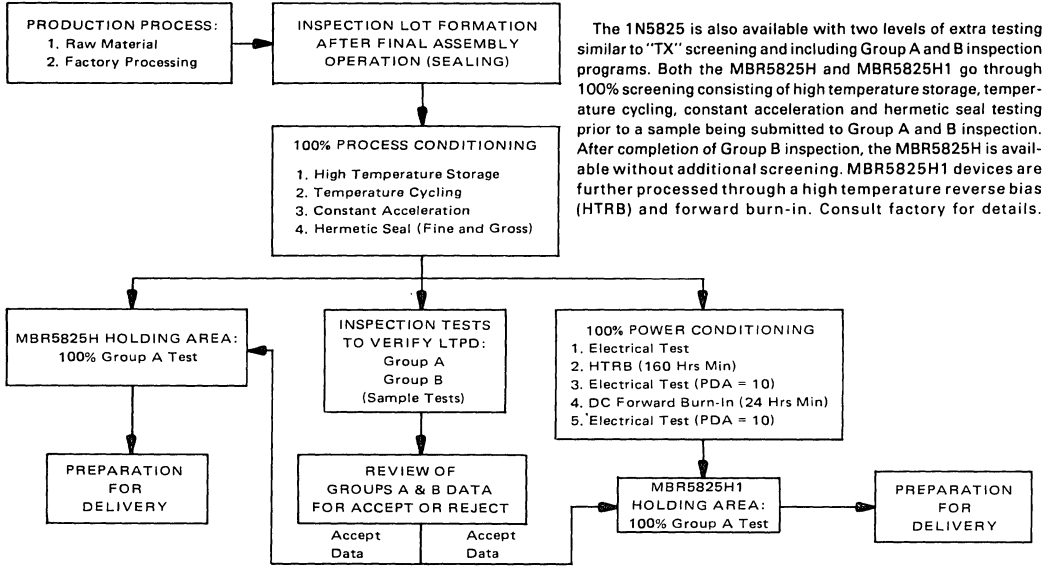 PRODUCTION PROCESS:
1. Raw Material
2. Factory Processing
INSPECTION LOT FORMATION
AFTER FINAL ASSEMBLY
OPERATION (SEALING)
The 1N5825 is also available with two levels of extra testing
similar to "TX" screening and including Group A and B inspection
programs. Both the MBR5825H and MBR5825H1 go through
100% screening consisting of high temperature storage, temper-
ature cycling, constant acceleration and hermetic seal testing
prior to a sample being submitted to Group A and B inspection.
After completion of Group B inspection, the MBR5825H is avail-
able without additional screening. MBR5825H1 devices are
further processed through a high temperature reverse bias
(HTRB) and forward burn-in. Consult factory for details.
100% PROCESS CONDITIONING
1. High Temperature Storage
2. Temperature Cycling
3. Constant Acceleration
4. Hermetic Seal (Fine and Gross)
MBR5825H HOLDING AREA:
100% Group A Test
INSPECTION TESTS
TO VERIFY LTPD:
Group A
Group B
(Sample Tests)
100% POWER CONDITIONING
1. Electrical Test
2. HTRB (160 Hrs Min)
3. Electrical Test (PDA = 10)
4. DC Forward Burn-In (24 Hrs Min)
5. Electrical Test (PDA = 10)
PREPARATION
FOR
DELIVERY
REVIEW OF
GROUPS A & B DATA
FOR ACCEPT OR REJECT
MBR5825H1
HOLDING AREA:
100% Group A Test
PREPARATION
FOR
DELIVERY
Accept
Data
Accept
Data